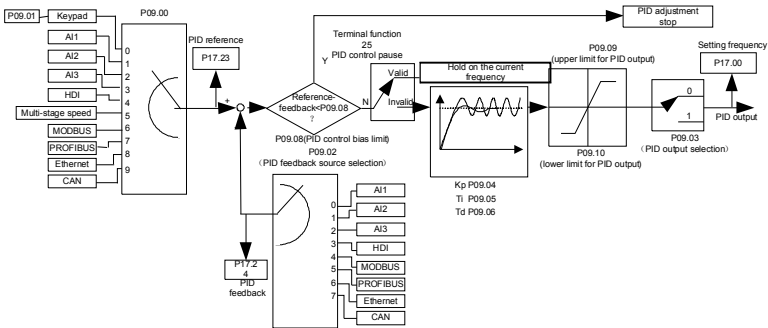 P09.00
P09.01
Keypad
AI1
AI2
AI3
HDI
Multi-stage speed
MODBUS
PROFIBUS
Ethernet
CAN
0
1
2
3
4
5
6
7
8
9
PID reference
P17.23
+
-
Reference-
feedback<P09.08
?
Y
N
P09.08(PID control bias limit)
Terminal function
25
PID control pause
Valid
Invalid
Hold on the current
frequency
PID adjustment
stop
Kp P09.04
Ti P09.05
Td P09.06
P09.09
(upper limit for PID output)
P09.10
(lower limit for PID output)
0
1
P09.03
(PID output selection)
Setting frequency
P17.00
PID output
P09.02
(PID feedback source selection)
0
1
2
3
4
5
6
7
AI1
AI2
AI3
HDI
MODBUS
PROFIBUS
Ethernet
CAN
P17.2
4
PID
feedback